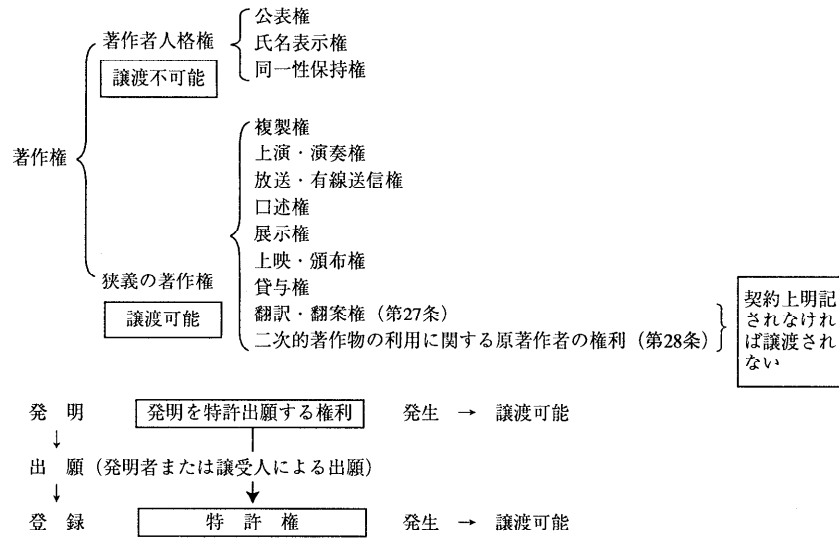 著作権
著作者人格権
譲渡不可能
公表権
氏名表示権
同一性保持権
狭義の著作権
譲渡可能
複製権
上演・演奏権
放送・有線送信権
口述権
展示権
上映・頒布権
貸与権
翻訳・翻案権（第27条）
二次的著作物の利用に関する原著作者の権利（第28条）
契約上明記
されなけれ
ば譲渡され
ない
発 明 発明を特許出願する権利 発生 → 譲渡可能
↓
出 願（発明者または譲受人による出願）
↓
登 録 特 許 権 発生 → 譲渡可能